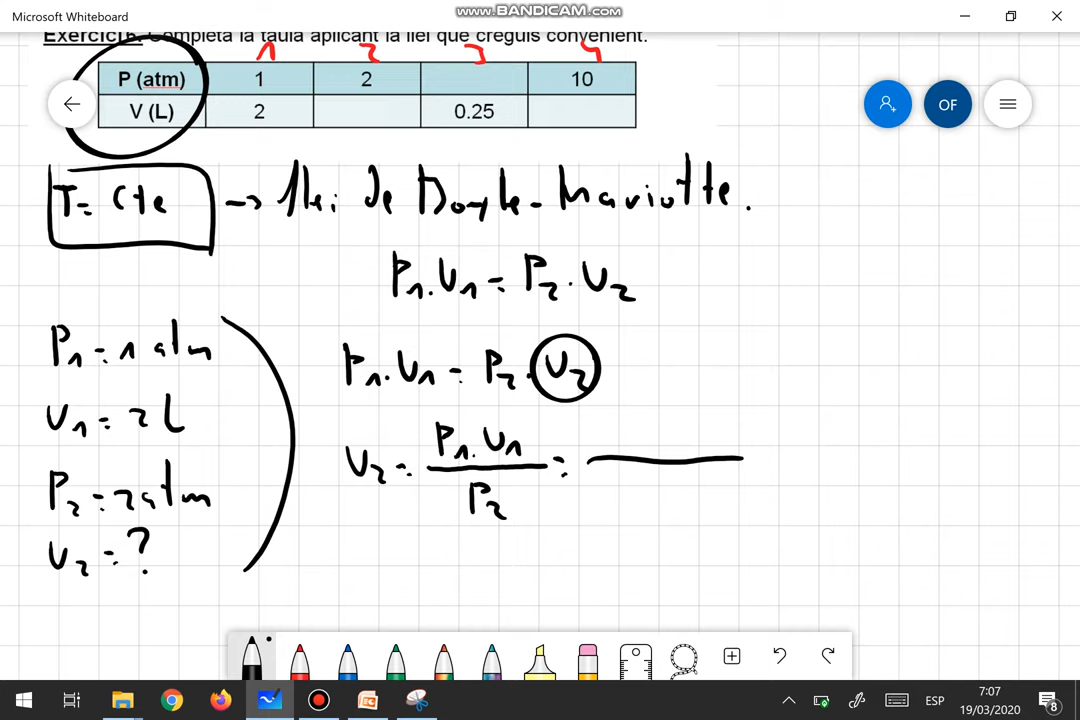 www.BANDICAM.com
Microsoft Whiteboard
Exercici6. Completa la taula aplicant la llei que creguis convenient.
1 2 3 4
P (atm) 1 2 10
V (L) 2 0.25
OF
T= Cte → llei de Boyle-Mariotte.
P1.V1 = P2.V2
P1 = 1 atm
V1 = 2 L
P2 = 2 atm
V2 = ?
P1.V1 = P2.V2
V2 = P1.V1 / P2 =
ESP
7:07
19/03/2020
8